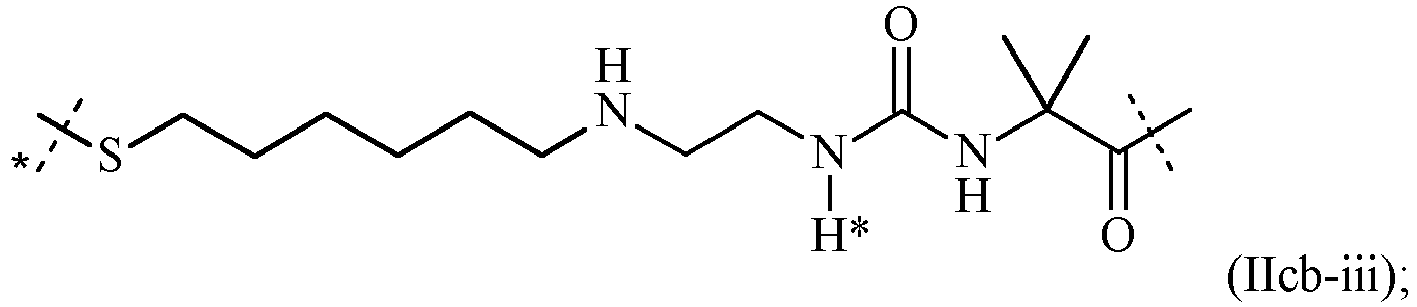 O
H
N
* S N N
H
H* O
(IIcb-iii);